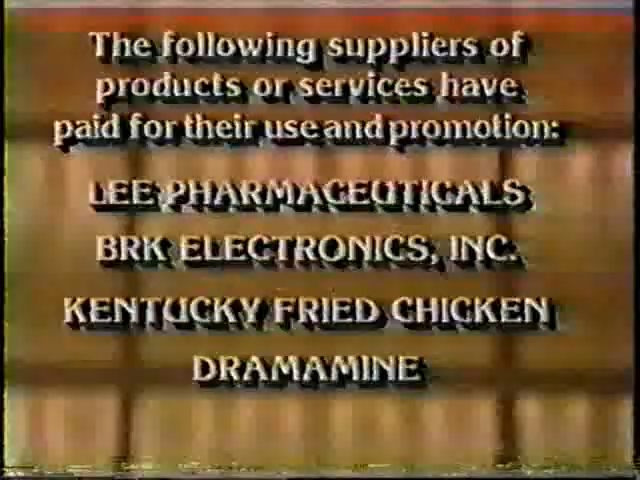 The following suppliers of
products or services have
paid for their use and promotion:
LEE PHARMACEUTICALS
BRK ELECTRONICS, INC.
KENTUCKY FRIED CHICKEN
DRAMAMINE